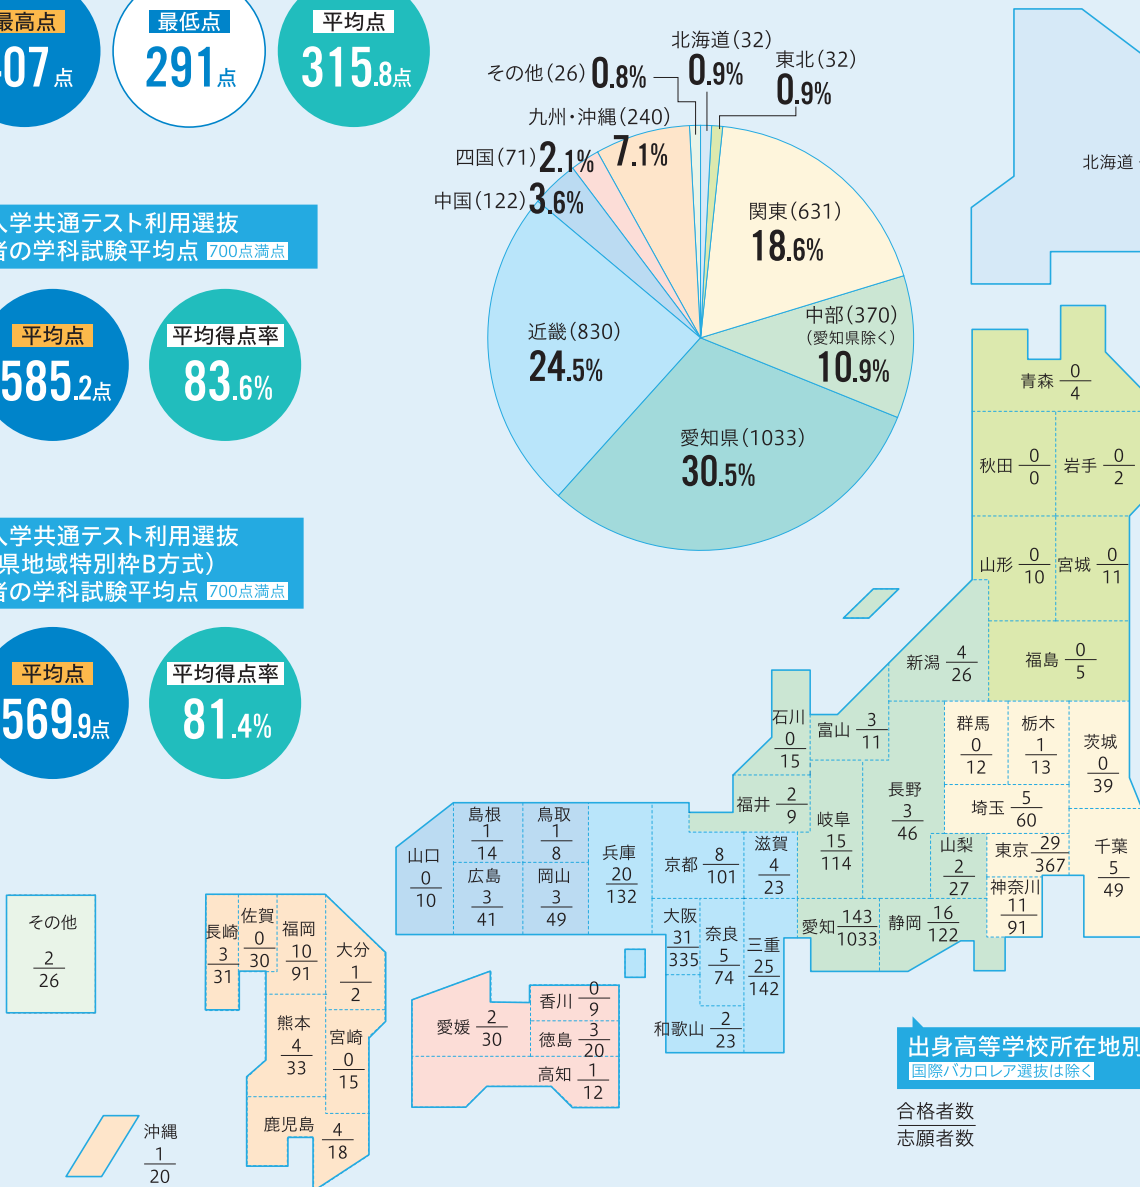 最高点
407点
最低点
291点
平均点
315.8点
入学共通テスト利用選抜
者の学科試験平均点 700点満点
平均点
585.2点
平均得点率
83.6%
入学共通テスト利用選抜
県地域特別枠B方式）
者の学科試験平均点 700点満点
平均点
569.9点
平均得点率
81.4%
北海道(32)
0.9%
東北(32)
0.9%
その他(26) 0.8%
九州・沖縄(240)
7.1%
四国(71) 2.1%
中国(122) 3.6%
関東(631)
18.6%
中部(370)
(愛知県除く)
10.9%
近畿(830)
24.5%
愛知県(1033)
30.5%
北海道
青森 0/4
秋田 0/0
岩手 0/2
山形 0/10
宮城 0/11
新潟 4/26
福島 0/5
石川
0/15
富山 3/11
群馬
0/12
栃木
1/13
茨城
0/39
福井 2/9
岐阜
15/114
長野
3/46
埼玉 5/60
山梨
2/27
東京 29/367
千葉
5/49
神奈川
11/91
島根
1/14
鳥取
1/8
山口
0/10
広島
3/41
岡山
3/49
兵庫
20/132
京都 8/101
滋賀
4/23
大阪
31/335
奈良
5/74
三重
25/142
愛知 143/1033
静岡 16/122
和歌山 2/23
その他
2/26
長崎
3/31
佐賀
0/30
福岡
10/91
大分
1/2
熊本
4/33
宮崎
0/15
鹿児島 4/18
沖縄
1/20
愛媛 2/30
香川 0/9
徳島 3/20
高知 1/12
出身高等学校所在地別
国際バカロレア選抜は除く
合格者数
志願者数